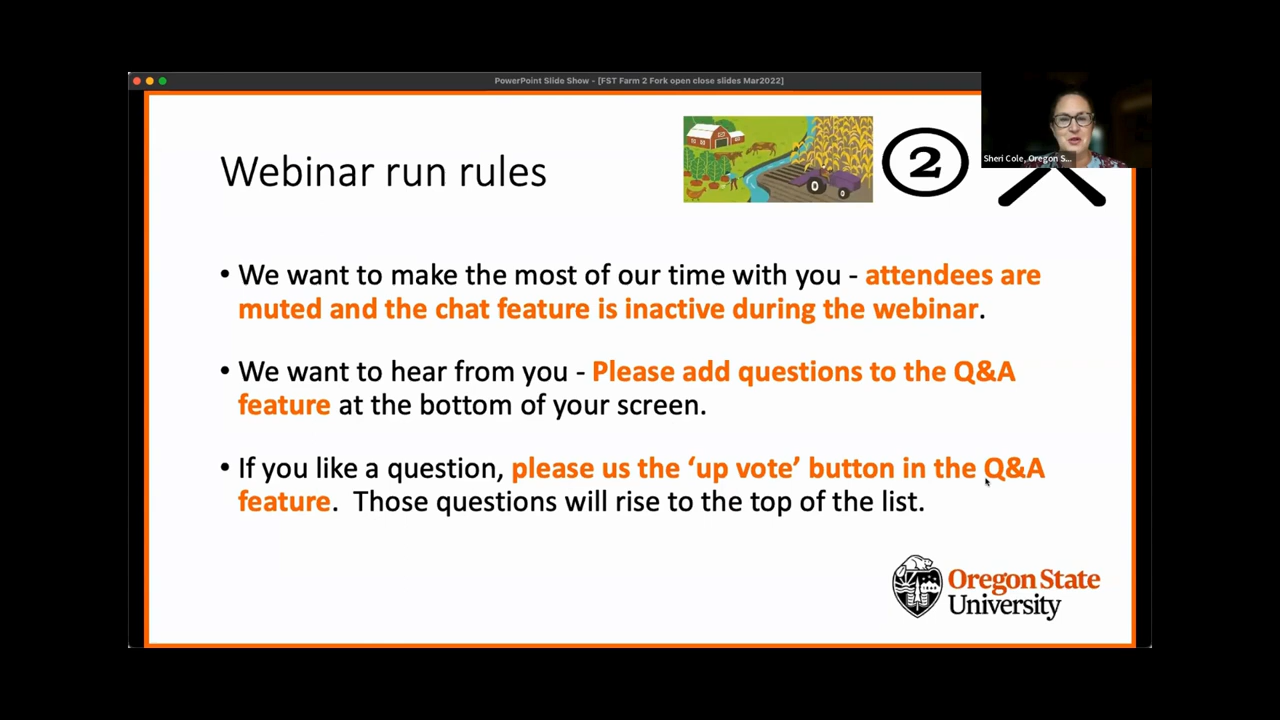 PowerPoint Slide Show - [FST Farm 2 Fork open close slides Mar2022]
Sheri Cole, Oregon S...
Webinar run rules
2
• We want to make the most of our time with you - attendees are
muted and the chat feature is inactive during the webinar.
• We want to hear from you - Please add questions to the Q&A
feature at the bottom of your screen.
• If you like a question, please us the ‘up vote’ button in the Q&A
feature. Those questions will rise to the top of the list.
Oregon State
University